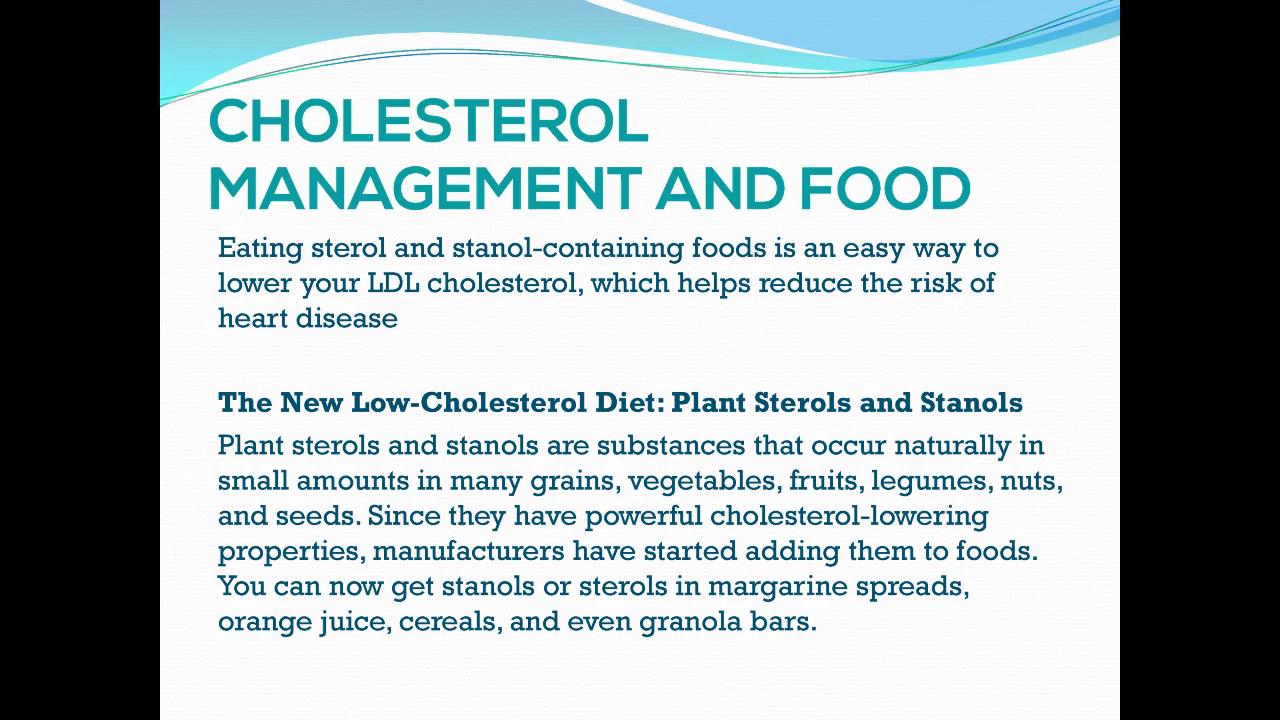 CHOLESTEROL
MANAGEMENT AND FOOD
Eating sterol and stanol-containing foods is an easy way to
lower your LDL cholesterol, which helps reduce the risk of
heart disease
The New Low-Cholesterol Diet: Plant Sterols and Stanols
Plant sterols and stanols are substances that occur naturally in
small amounts in many grains, vegetables, fruits, legumes, nuts,
and seeds. Since they have powerful cholesterol-lowering
properties, manufacturers have started adding them to foods.
You can now get stanols or sterols in margarine spreads,
orange juice, cereals, and even granola bars.